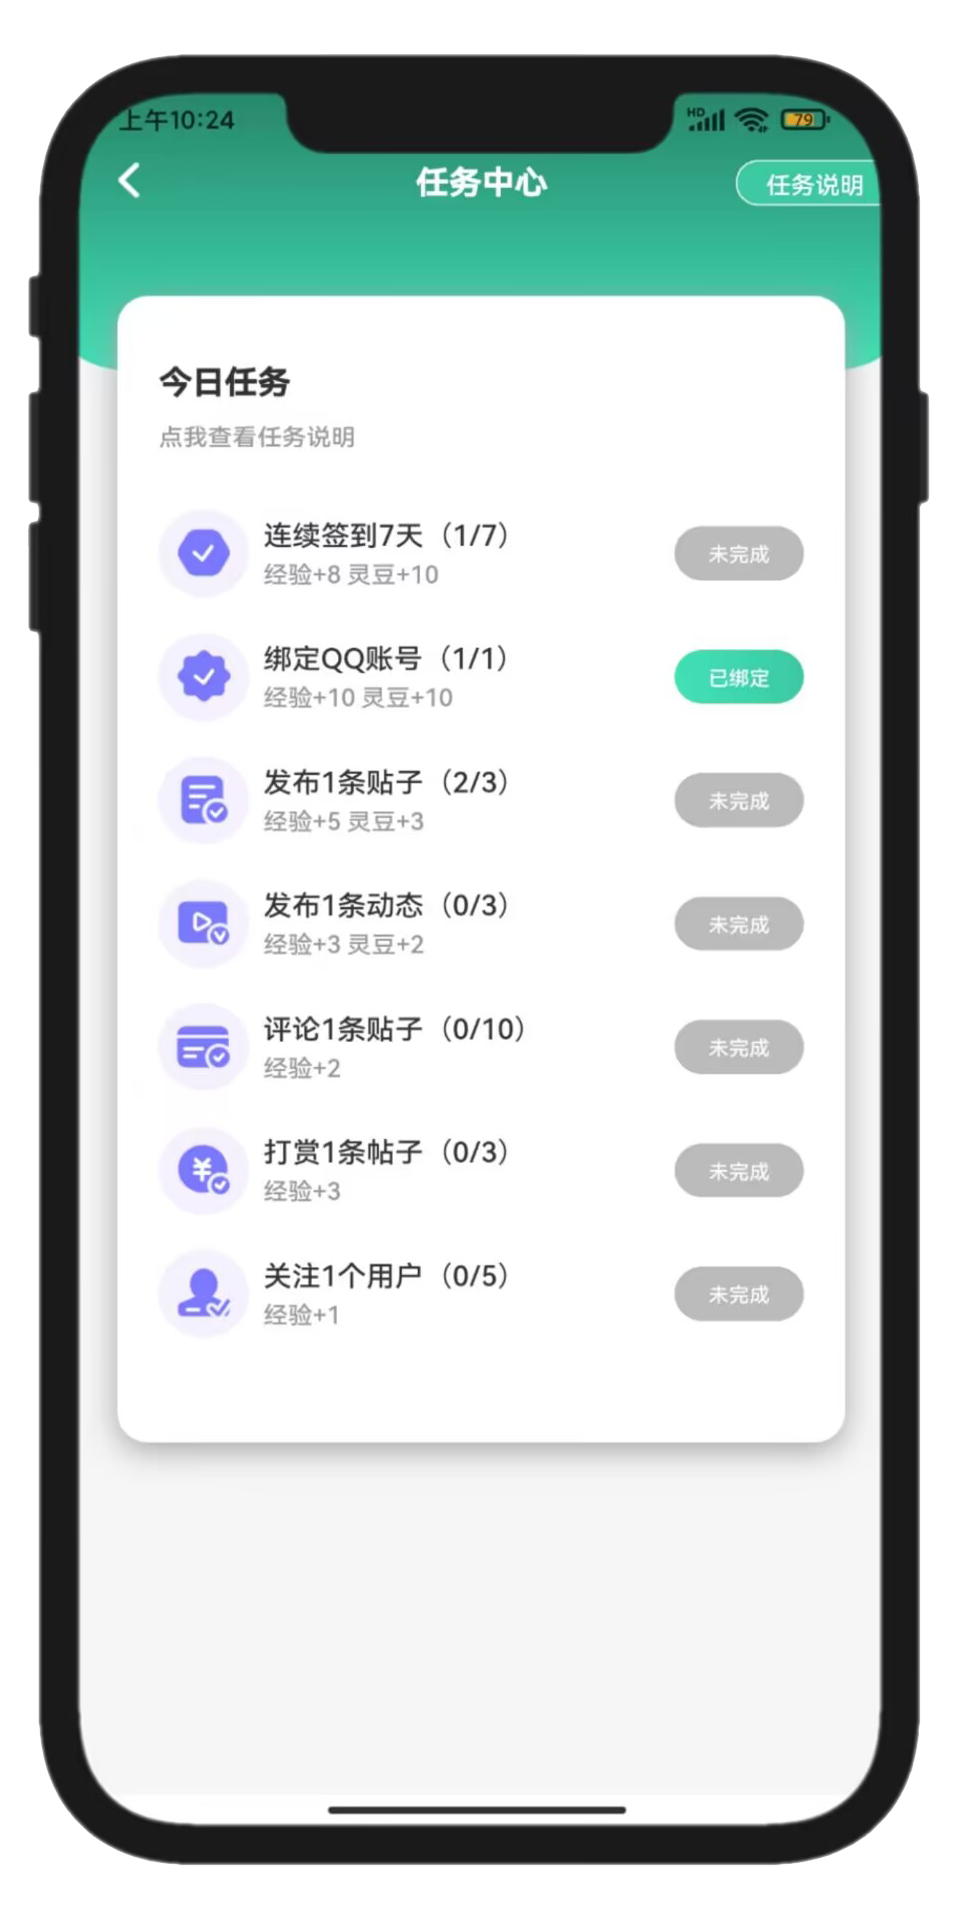 上午10:24
HD
79
任务中心
任务说明
今日任务
点我查看任务说明
连续签到7天（1/7）
经验+8 灵豆+10
未完成
绑定QQ账号（1/1）
经验+10 灵豆+10
已绑定
发布1条贴子（2/3）
经验+5 灵豆+3
未完成
发布1条动态（0/3）
经验+3 灵豆+2
未完成
评论1条贴子（0/10）
经验+2
未完成
打赏1条帖子（0/3）
经验+3
未完成
关注1个用户（0/5）
经验+1
未完成